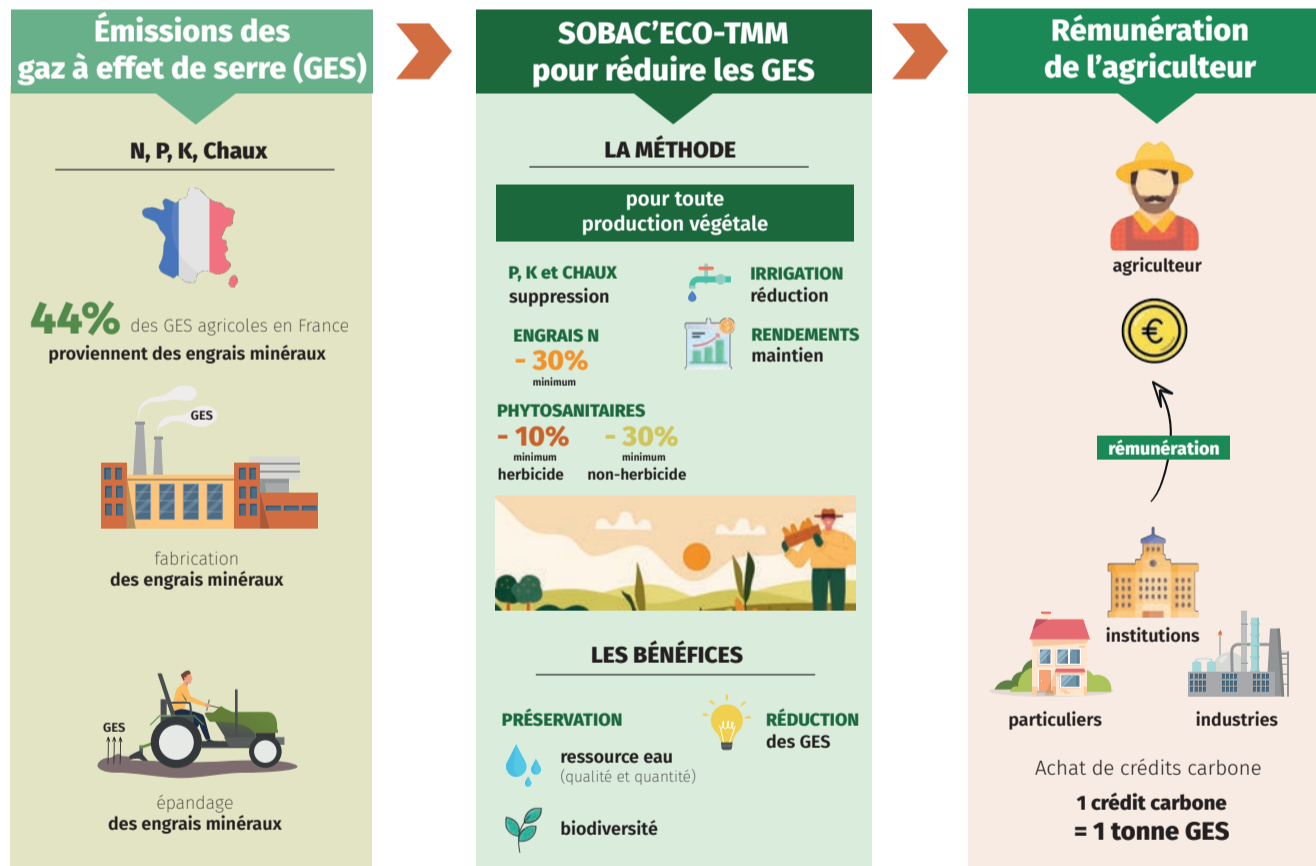 Émissions des
gaz à effet de serre (GES)
N, P, K, Chaux
44% des GES agricoles en France
proviennent des engrais minéraux
GES
fabrication
des engrais minéraux
GES
épandage
des engrais minéraux
SOBAC'ECO-TMM
pour réduire les GES
LA MÉTHODE
pour toute
production végétale
P, K et CHAUX
suppression
IRRIGATION
réduction
ENGRAIS N
- 30%
minimum
RENDEMENTS
maintien
PHYTOSANITAIRES
- 10% - 30%
minimum minimum
herbicide non-herbicide
LES BÉNÉFICES
PRÉSERVATION
ressource eau
(qualité et quantité)
biodiversité
RÉDUCTION
des GES
Rémunération
de l'agriculteur
agriculteur
€
rémunération
institutions
particuliers industries
Achat de crédits carbone
1 crédit carbone
= 1 tonne GES